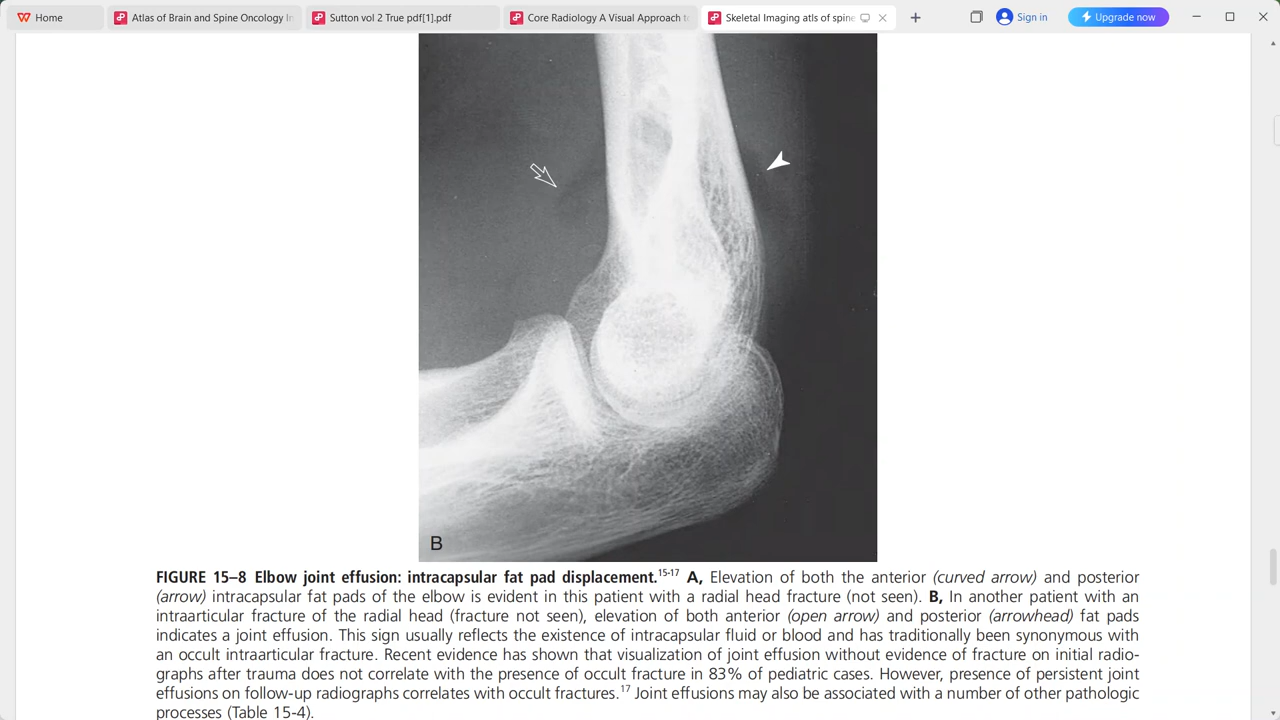 Home
Atlas of Brain and Spine Oncology I
Sutton vol 2 True pdf[1].pdf
Core Radiology A Visual Approach to
Skeletal Imaging atls of spine
Sign in
Upgrade now
B
FIGURE 15–8 Elbow joint effusion: intracapsular fat pad displacement.15-17 A, Elevation of both the anterior (curved arrow) and posterior
(arrow) intracapsular fat pads of the elbow is evident in this patient with a radial head fracture (not seen). B, In another patient with an
intraarticular fracture of the radial head (fracture not seen), elevation of both anterior (open arrow) and posterior (arrowhead) fat pads
indicates a joint effusion. This sign usually reflects the existence of intracapsular fluid or blood and has traditionally been synonymous with
an occult intraarticular fracture. Recent evidence has shown that visualization of joint effusion without evidence of fracture on initial radio-
graphs after trauma does not correlate with the presence of occult fracture in 83% of pediatric cases. However, presence of persistent joint
effusions on follow-up radiographs correlates with occult fractures.17 Joint effusions may also be associated with a number of other pathologic
processes (Table 15-4).